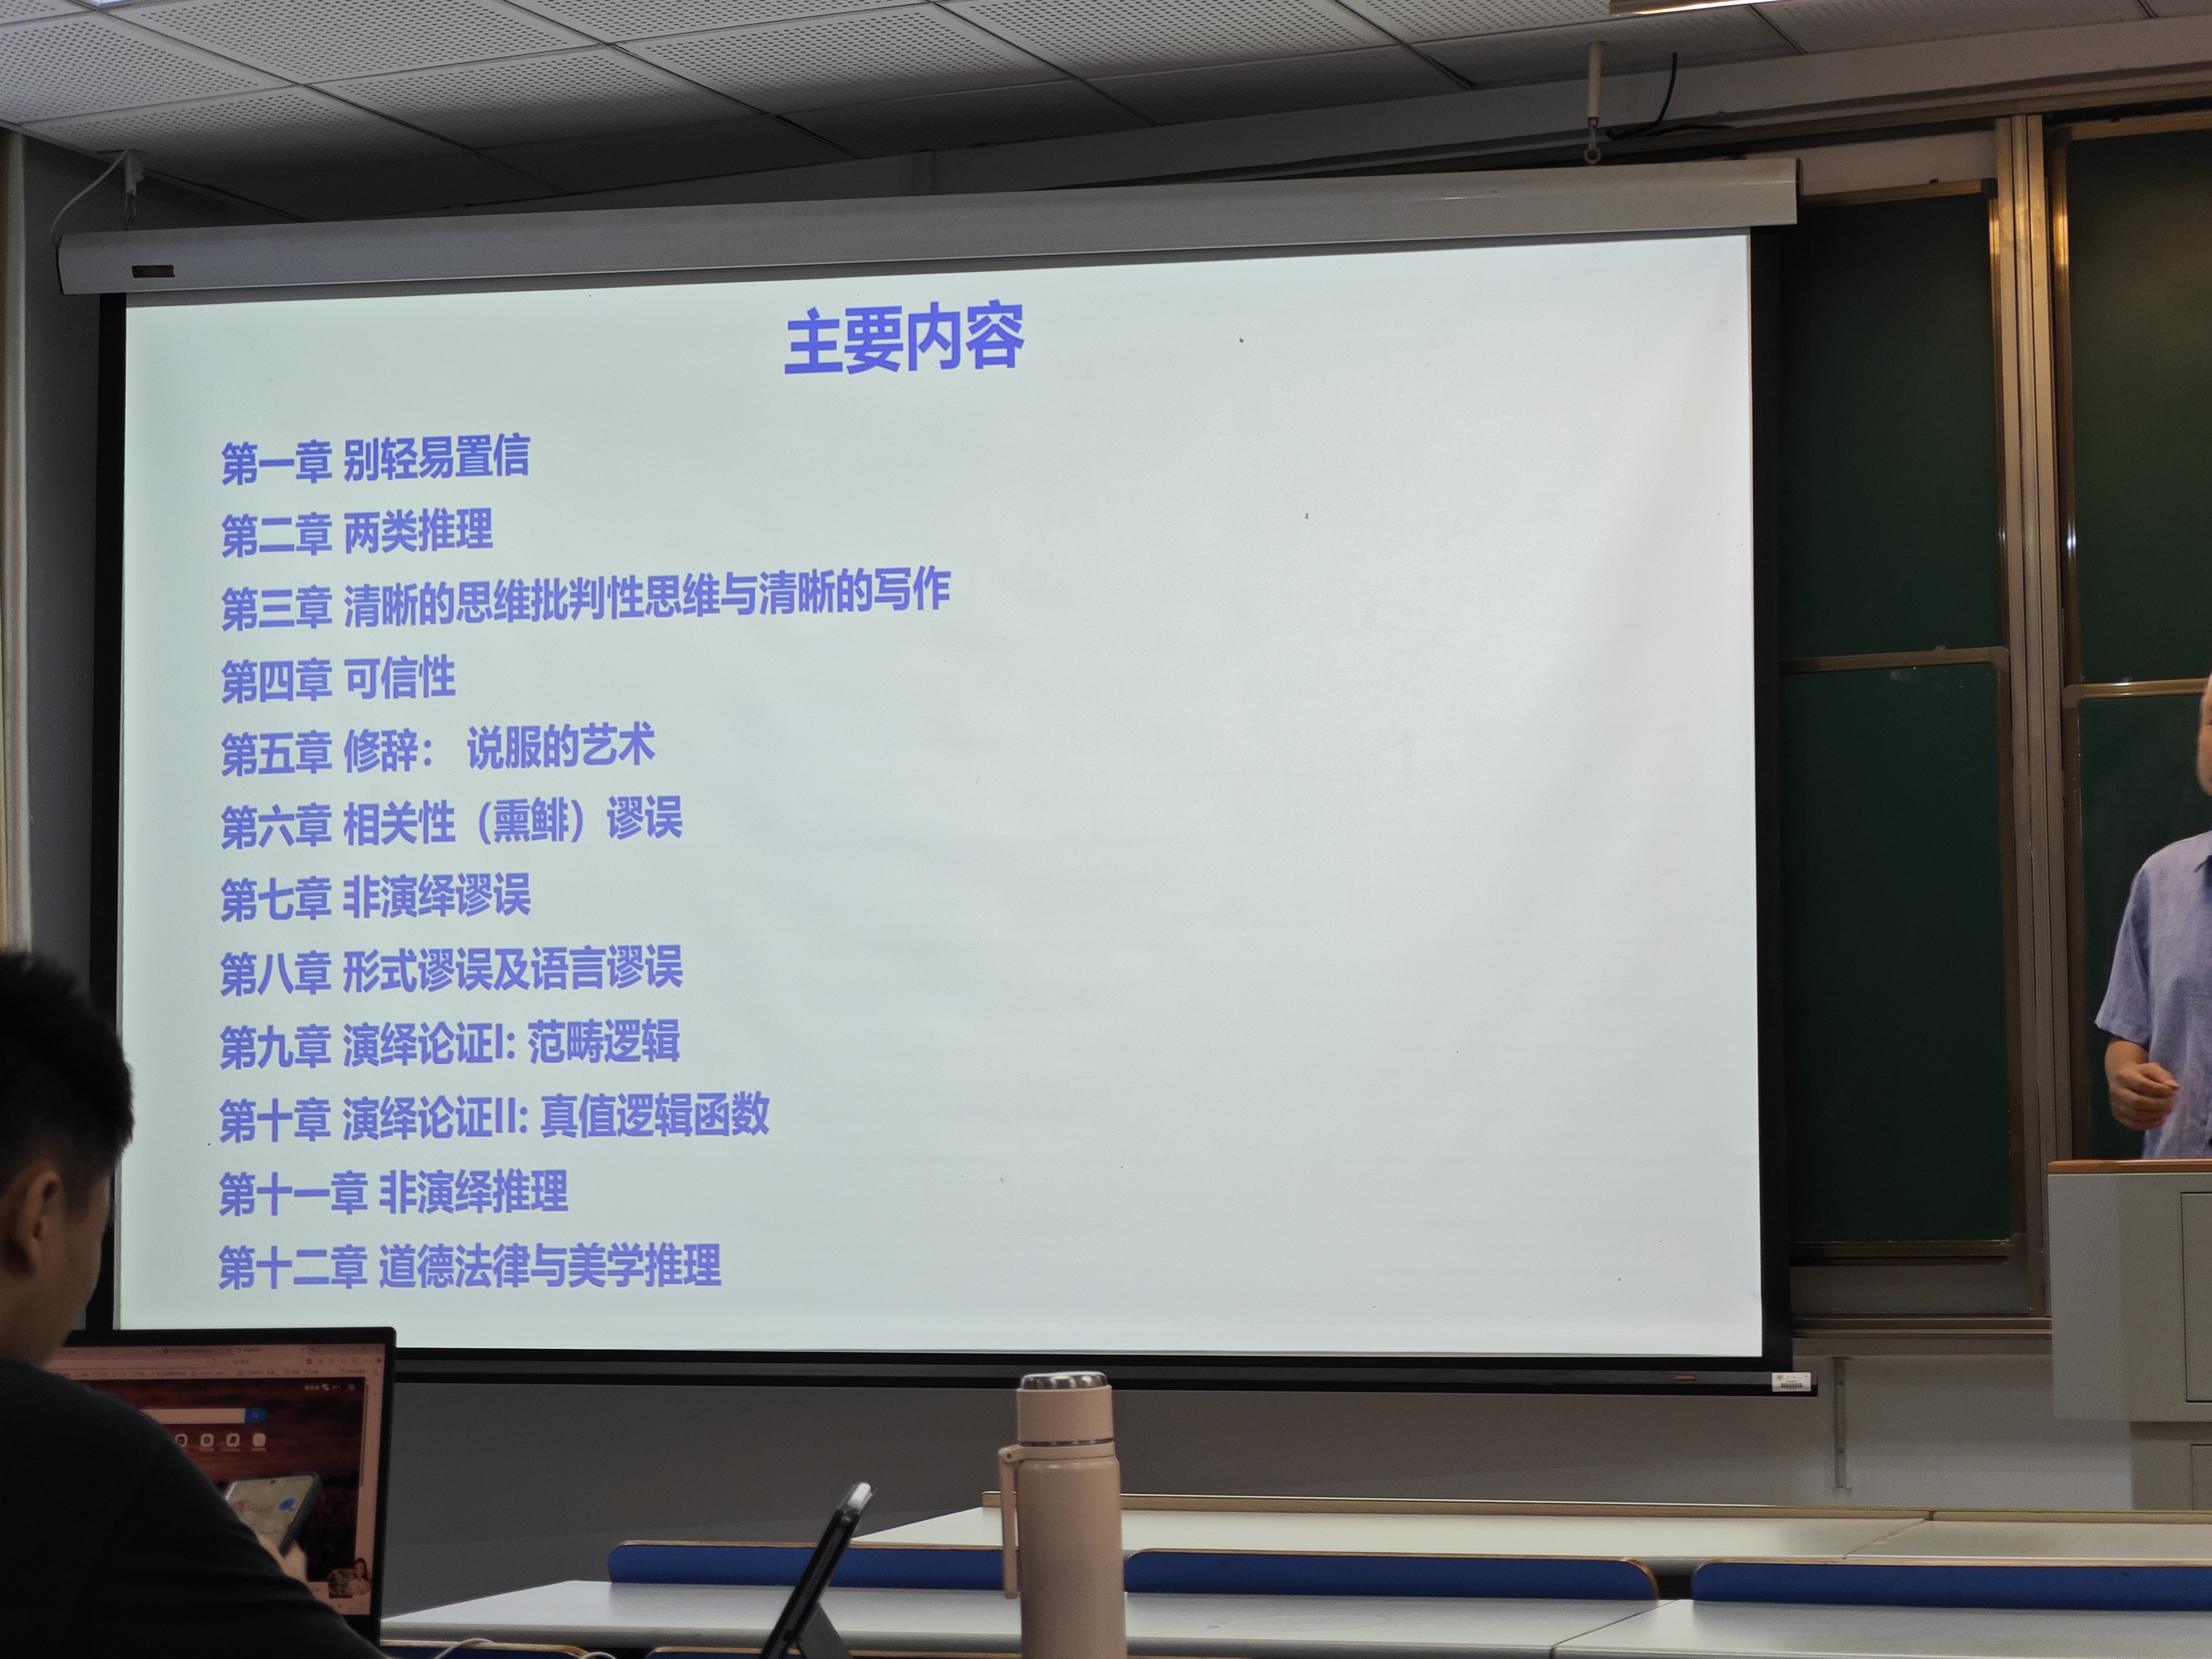 主要内容
第一章 别轻易置信
第二章 两类推理
第三章 清晰的思维批判性思维与清晰的写作
第四章 可信性
第五章 修辞： 说服的艺术
第六章 相关性（熏鲱）谬误
第七章 非演绎谬误
第八章 形式谬误及语言谬误
第九章 演绎论证I: 范畴逻辑
第十章 演绎论证II: 真值逻辑函数
第十一章 非演绎推理
第十二章 道德法律与美学推理